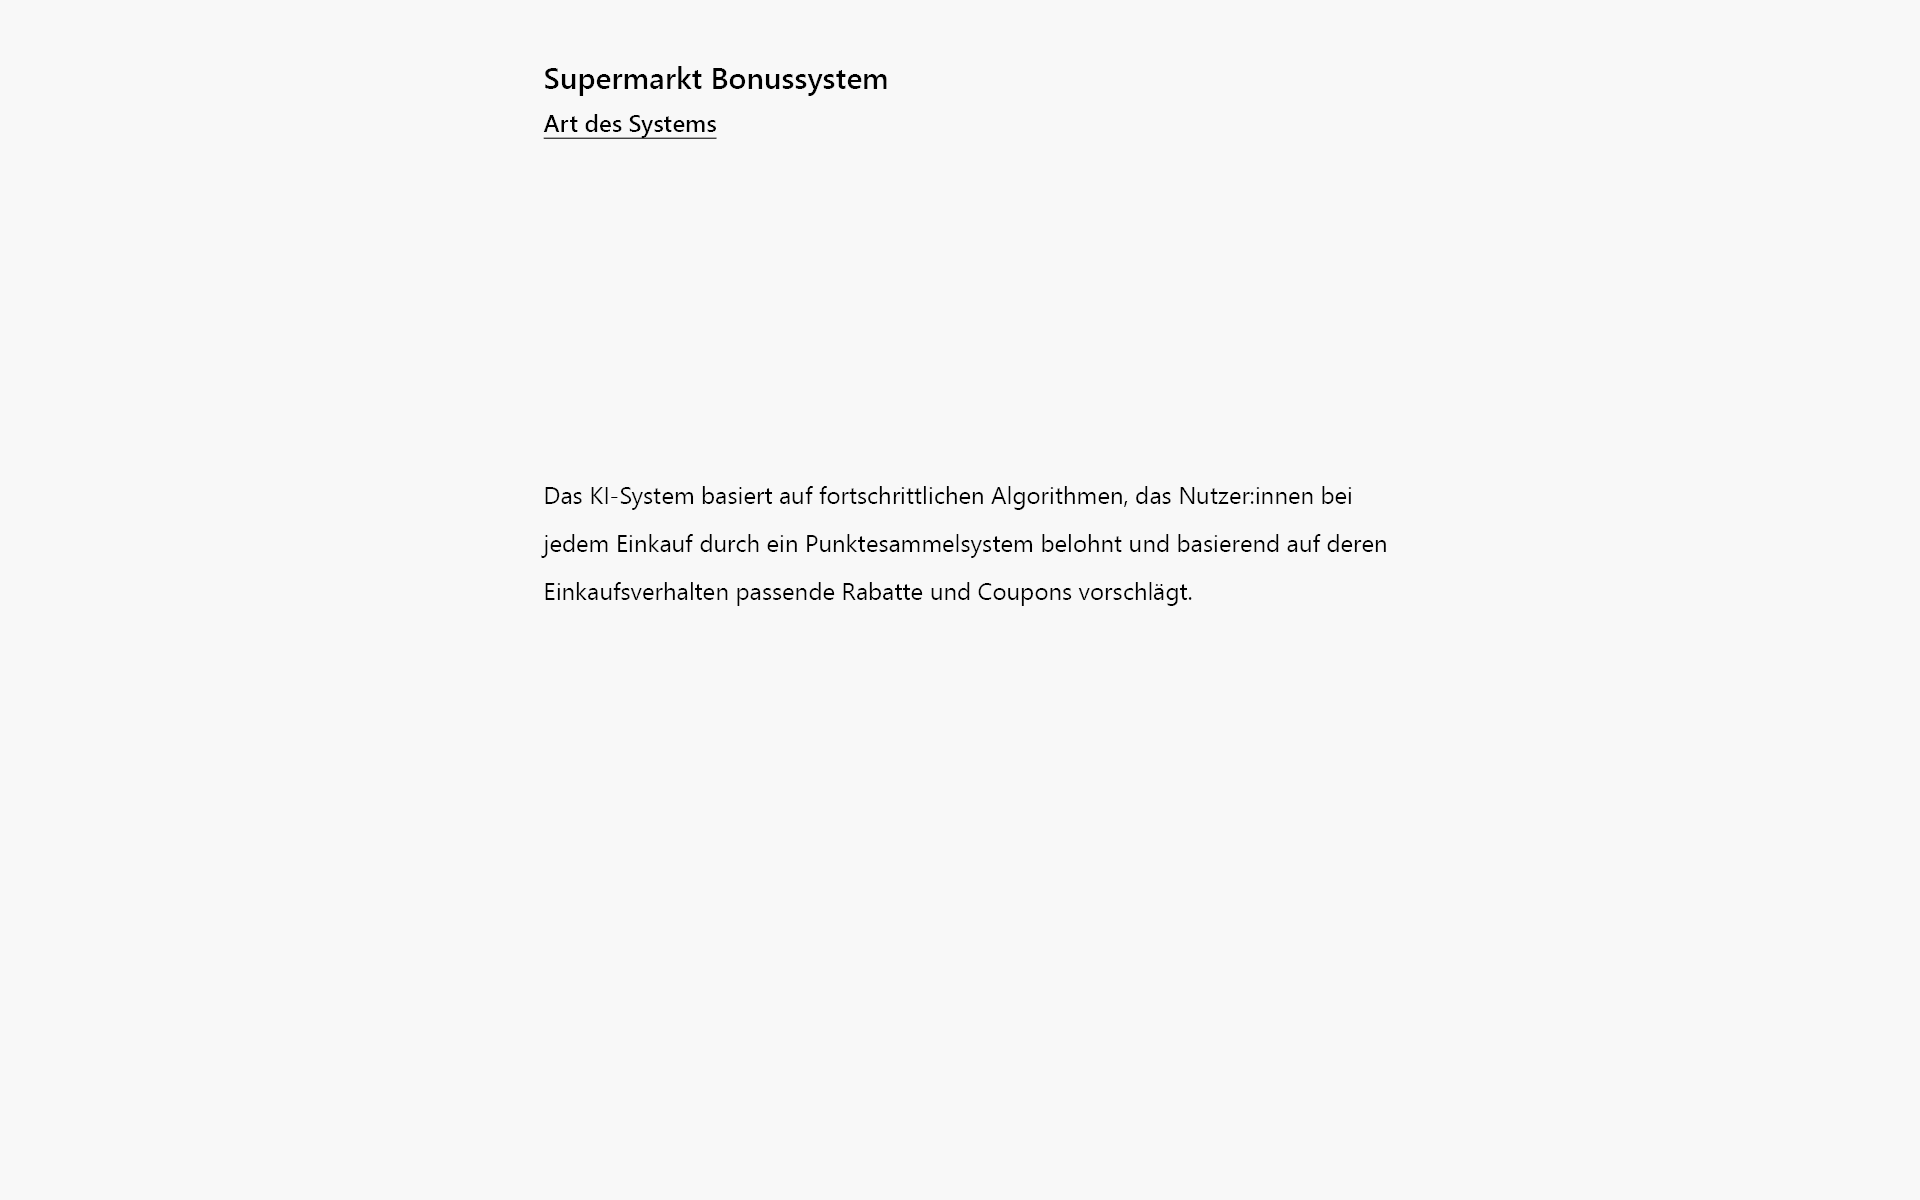 Supermarkt Bonussystem
Art des Systems
Das KI-System basiert auf fortschrittlichen Algorithmen, das Nutzer:innen bei
jedem Einkauf durch ein Punktesammelsystem belohnt und basierend auf deren
Einkaufsverhalten passende Rabatte und Coupons vorschlägt.